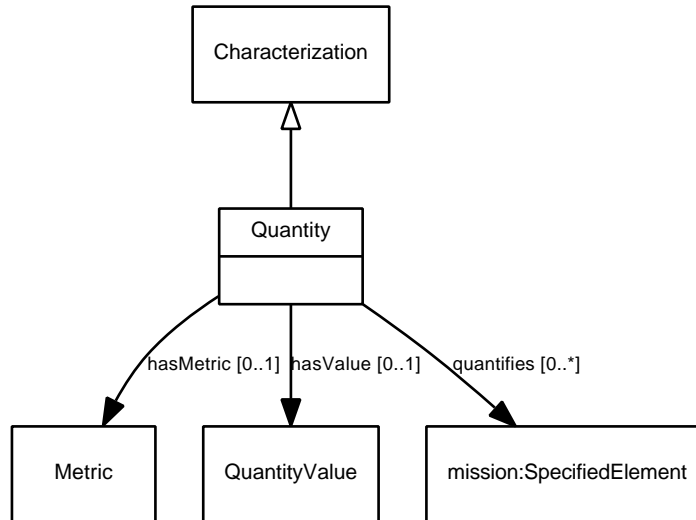 Characterization
Quantity
hasMetric [0..1]
hasValue [0..1]
quantifies [0..*]
Metric
QuantityValue
mission:SpecifiedElement